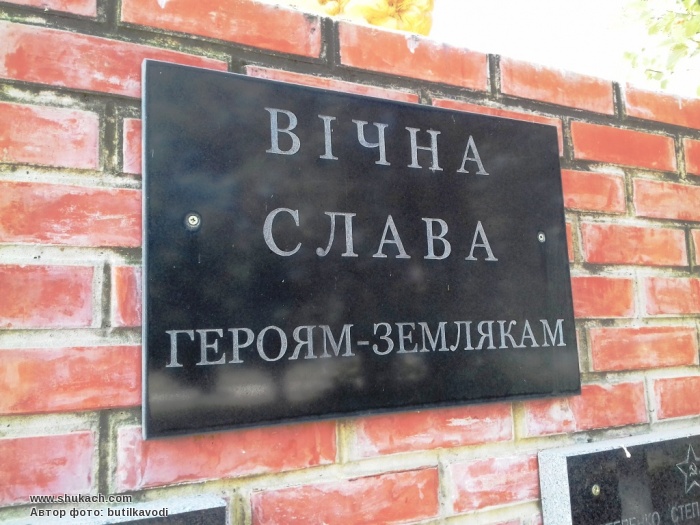 ВІЧНА
СЛАВА
ГЕРОЯМ-ЗЕМЛЯКАМ
www.shukach.com
Автор фото: butilkavodi